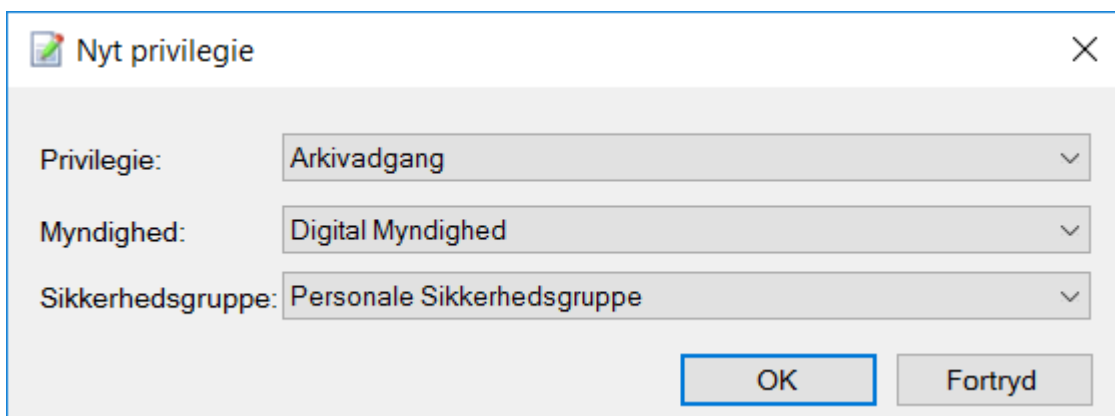 Nyt privilegie
Privilegie: Arkivadgang
Myndighed: Digital Myndighed
Sikkerhedsgruppe: Personale Sikkerhedsgruppe
OK Fortryd